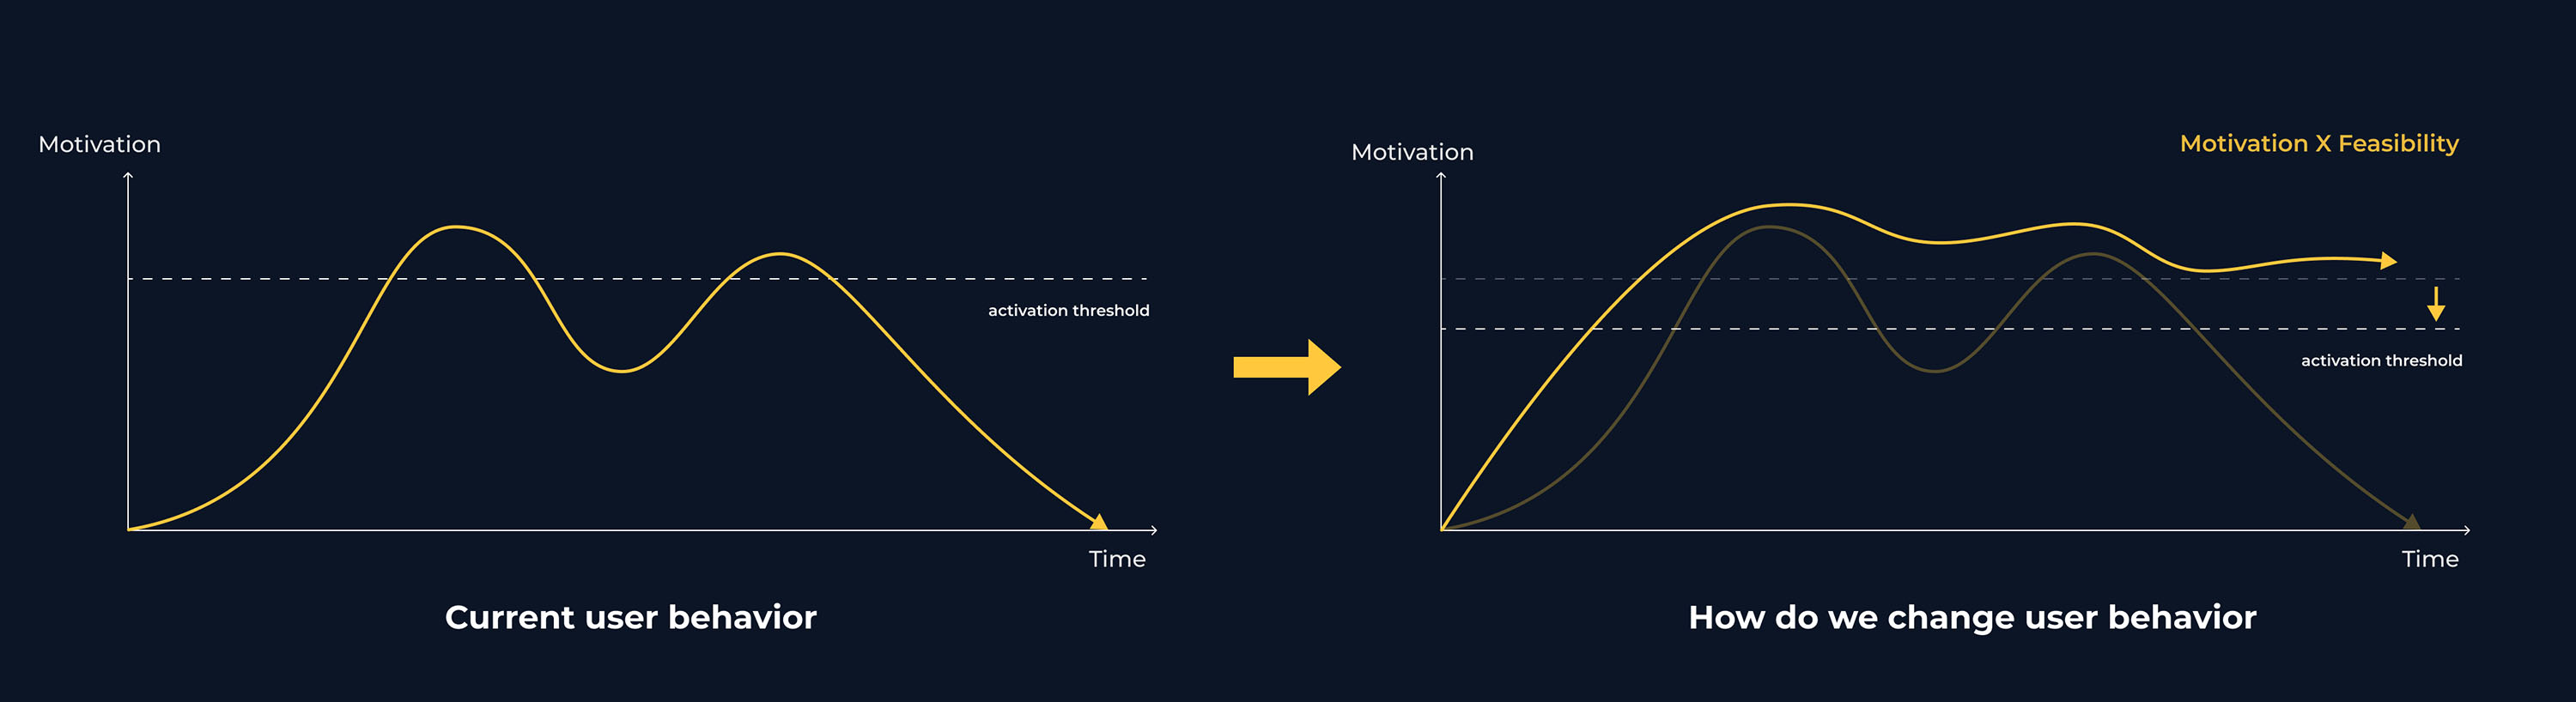 Motivation
activation threshold
Time
Current user behavior
Motivation
Motivation X Feasibility
activation threshold
Time
How do we change user behavior